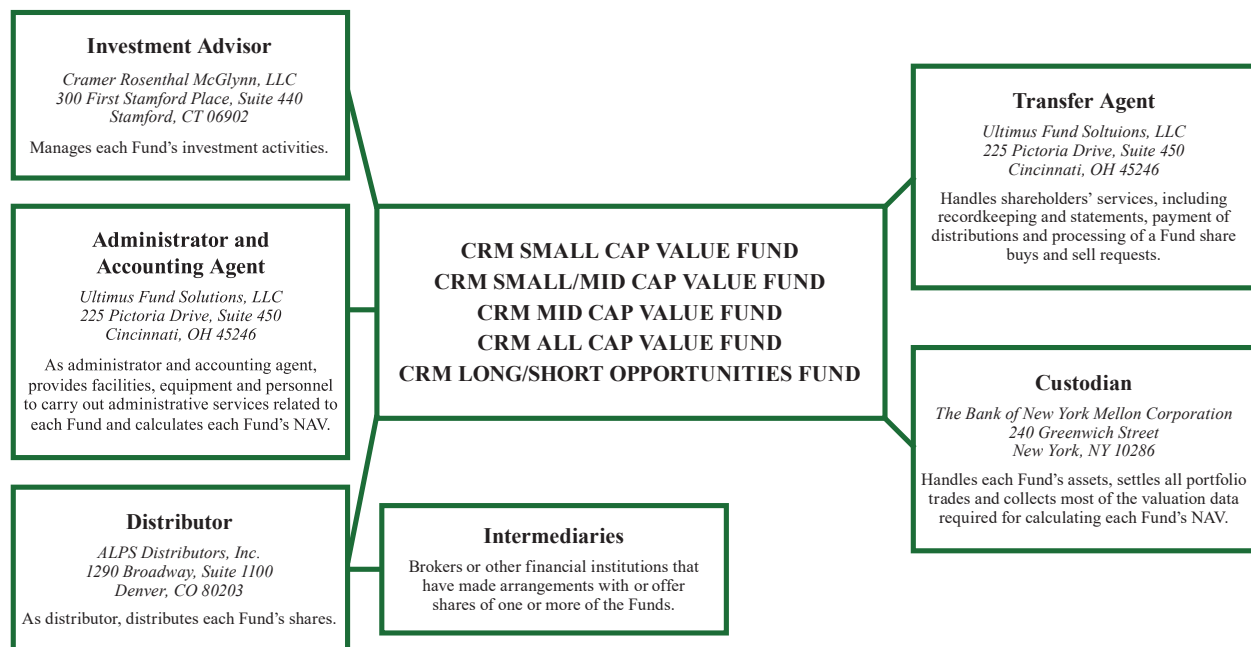 Investment Advisor
Cramer Rosenthal McGlynn, LLC
300 First Stamford Place, Suite 440
Stamford, CT 06902
Manages each Fund’s investment activities.
Administrator and
Accounting Agent
Ultimus Fund Solutions, LLC
225 Pictoria Drive, Suite 450
Cincinnati, OH 45246
As administrator and accounting agent,
provides facilities, equipment and personnel
to carry out administrative services related to
each Fund and calculates each Fund’s NAV.
Distributor
ALPS Distributors, Inc.
1290 Broadway, Suite 1100
Denver, CO 80203
As distributor, distributes each Fund’s shares.
CRM SMALL CAP VALUE FUND
CRM SMALL/MID CAP VALUE FUND
CRM MID CAP VALUE FUND
CRM ALL CAP VALUE FUND
CRM LONG/SHORT OPPORTUNITIES FUND
Intermediaries
Brokers or other financial institutions that
have made arrangements with or offer
shares of one or more of the Funds.
Transfer Agent
Ultimus Fund Soltuions, LLC
225 Pictoria Drive, Suite 450
Cincinnati, OH 45246
Handles shareholders’ services, including
recordkeeping and statements, payment of
distributions and processing of a Fund share
buys and sell requests.
Custodian
The Bank of New York Mellon Corporation
240 Greenwich Street
New York, NY 10286
Handles each Fund’s assets, settles all portfolio
trades and collects most of the valuation data
required for calculating each Fund’s NAV.